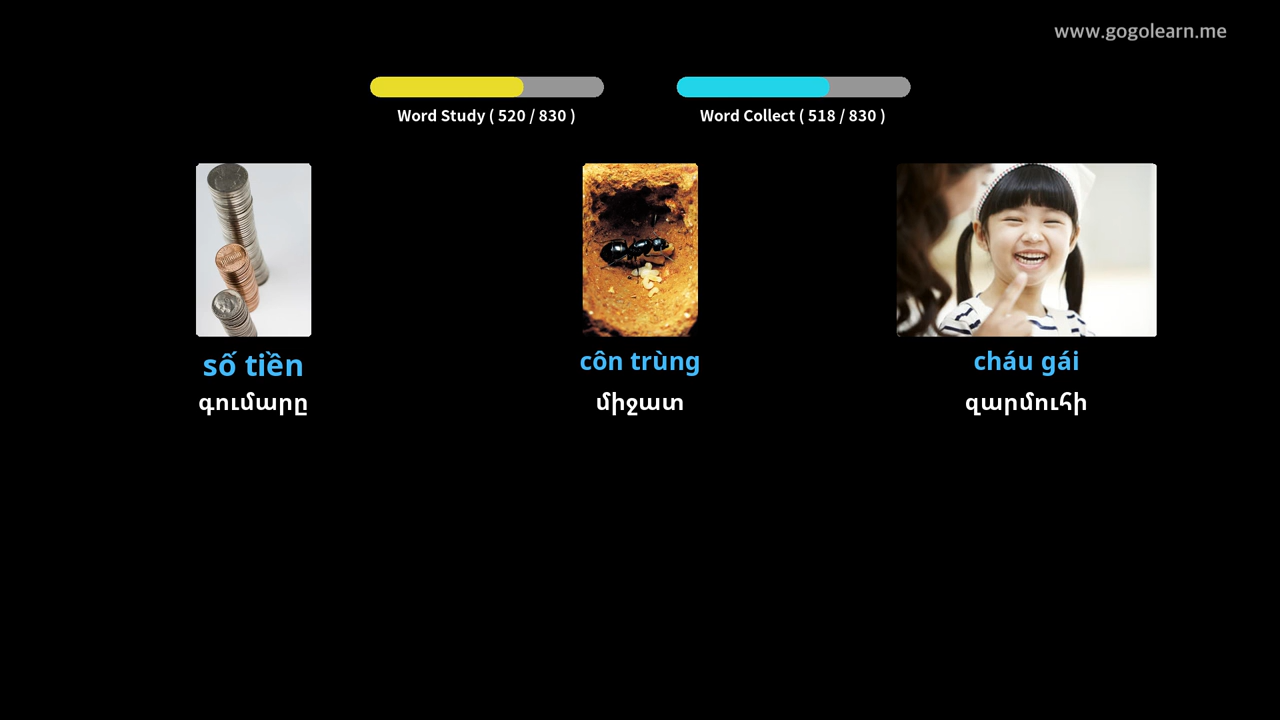 www.gogolearn.me
Word Study ( 520 / 830 )
Word Collect ( 518 / 830 )
số tiền
côn trùng
cháu gái
գումարը
միջատ
զարմուհի